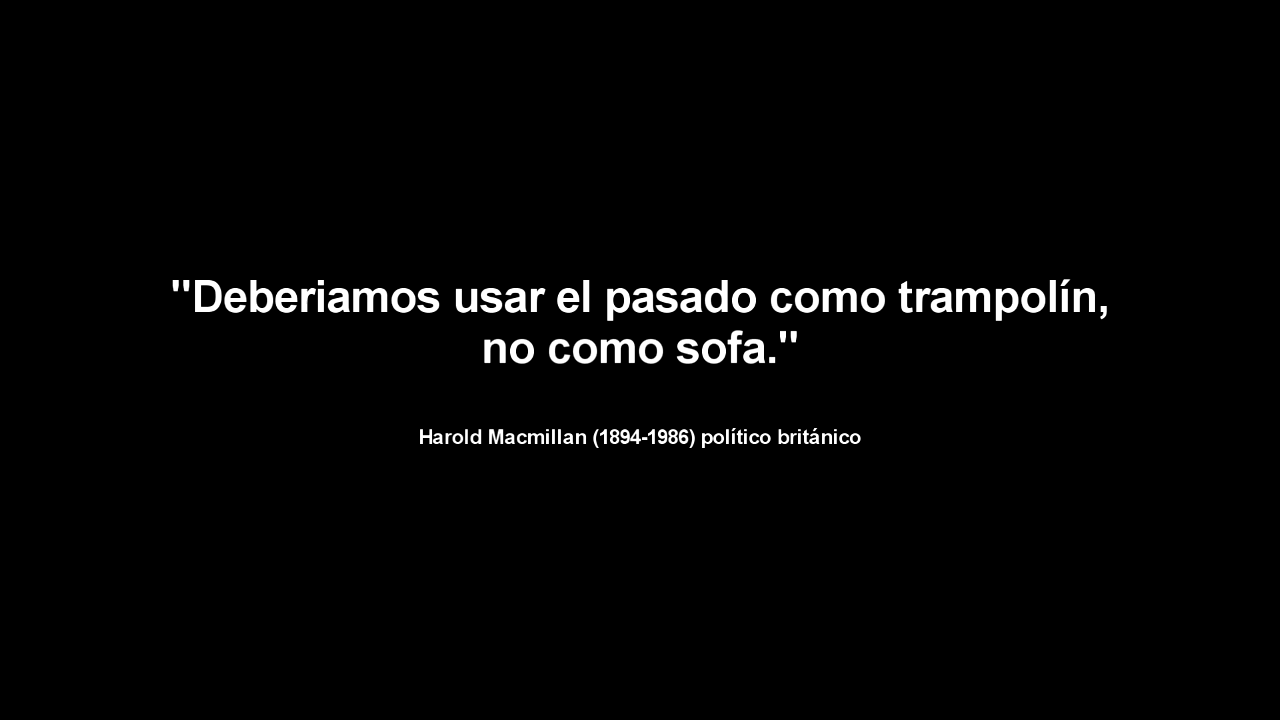 "Deberiamos usar el pasado como trampolín,
no como sofa."
Harold Macmillan (1894-1986) político británico